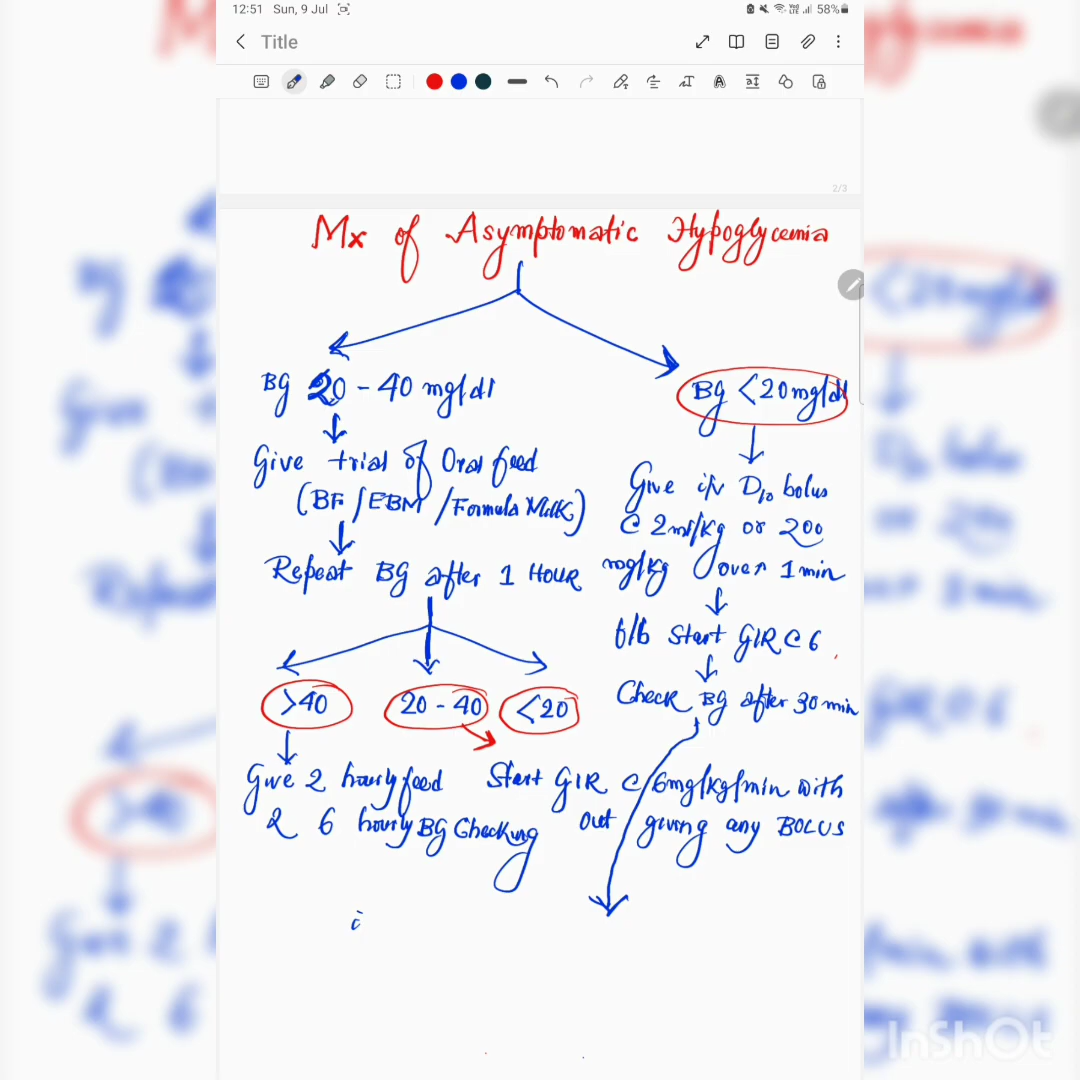 12:51 Sun, 9 Jul
58%
Title
2/3
Mx of Asymptomatic Hypoglycemia
BG 20 - 40 mg/dl
Give trial of Oral feed
(BF/EBM/Formula Milk)
Repeat BG after 1 HOUR
>40
20 - 40
<20
Give 2 hourly feed
& 6 hourly BG Checking
Start GIR C 6mg/kg/min with
out giving any BOLUS
BG <20mg/dl
Give i/v D10 bolus
@ 2ml/kg or 200
mg/kg over 1 min
f/b Start GIR @ 6
Check BG after 30 min
i
InShOt